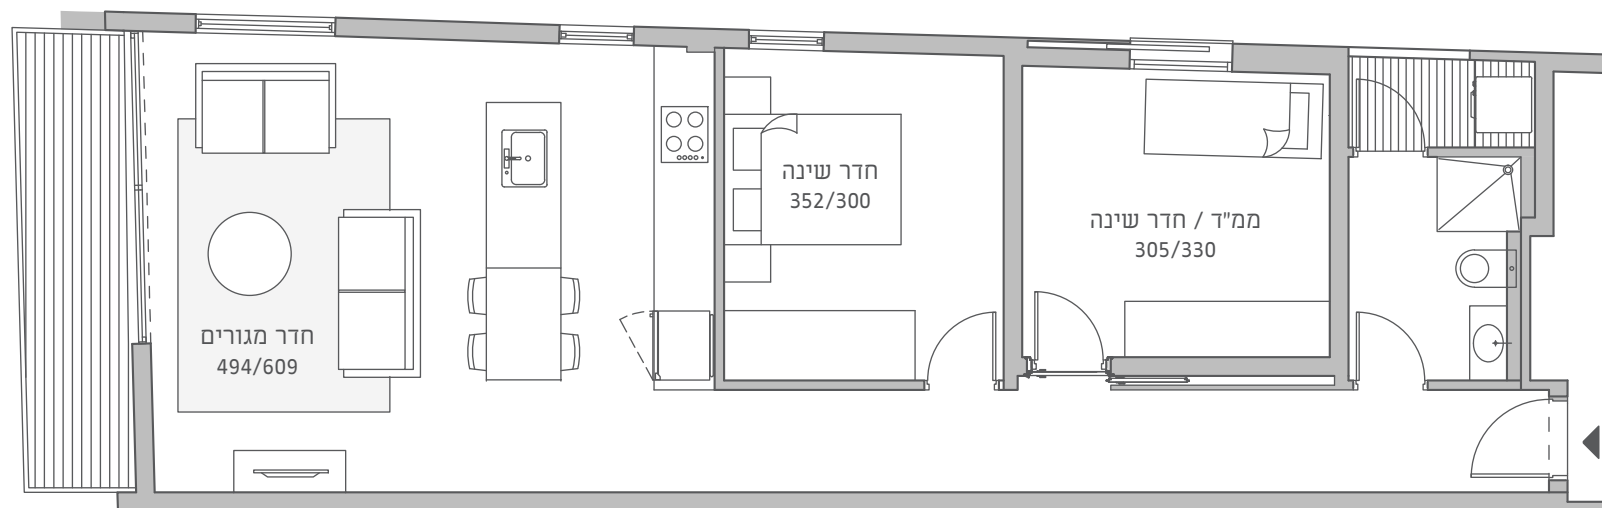 חדר שינה
352/300
ממ"ד / חדר שינה
305/330
חדר מגורים
494/609